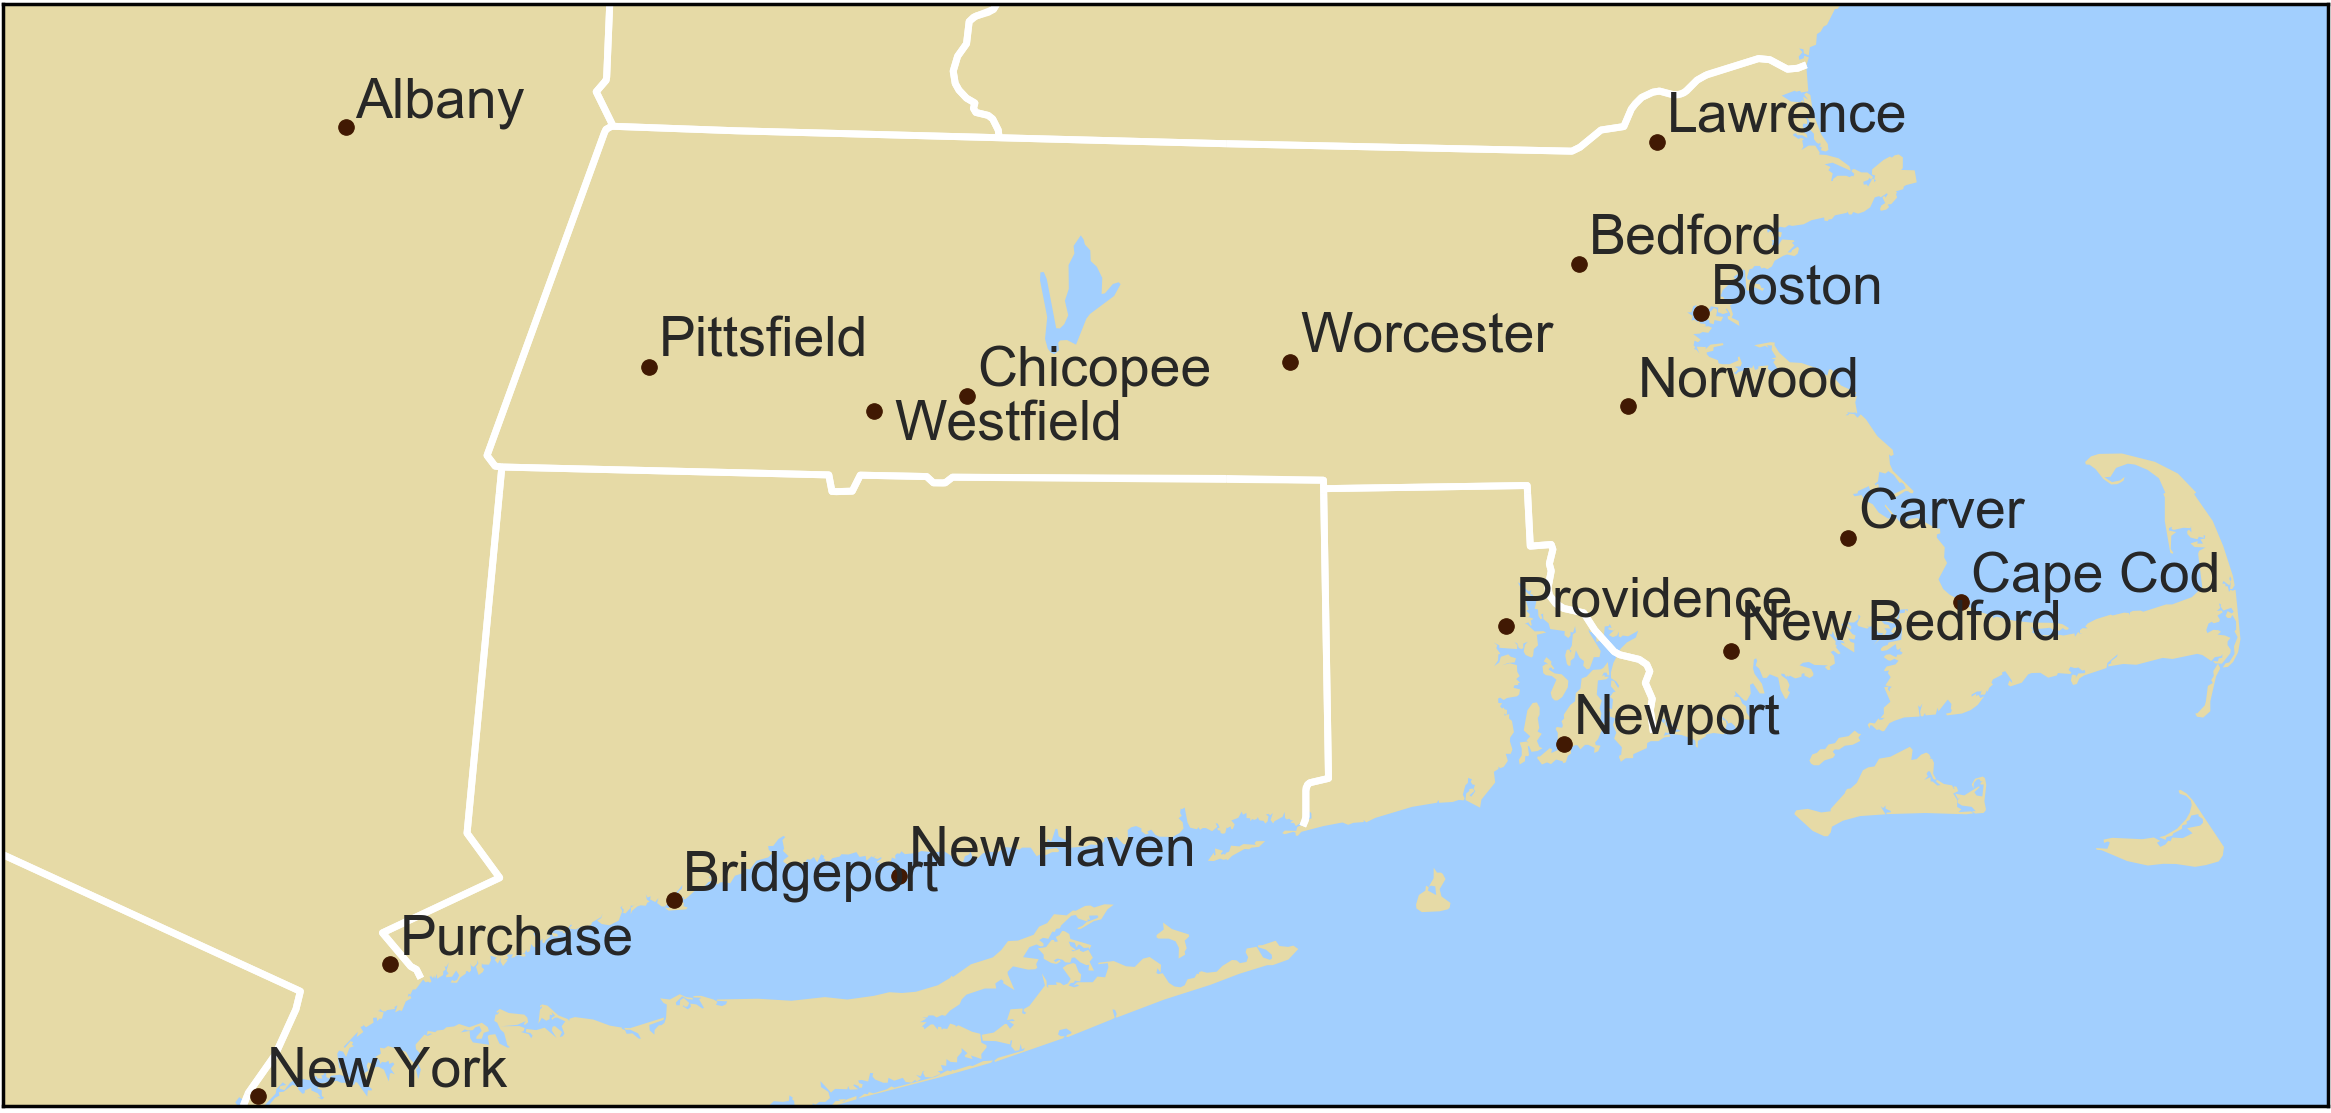 Albany
Lawrence
Bedford
Boston
Pittsfield
Worcester
Chicopee
Norwood
Westfield
Carver
Cape Cod
Providence
New Bedford
Newport
New Haven
Bridgeport
Purchase
New York